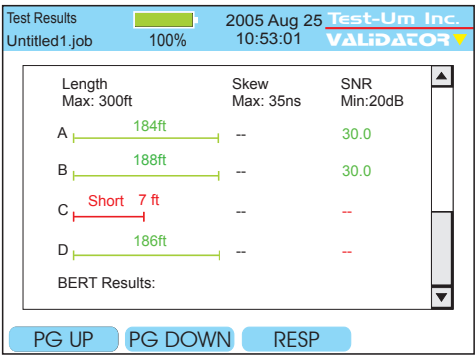 Test Results 2005 Aug 25 Test-Um Inc.
Untitled1.job 100% 10:53:01 VALiDATOR
Length Skew SNR
Max: 300ft Max: 35ns Min:20dB
A 184ft -- 30.0
B 188ft -- 30.0
C Short 7 ft -- --
D 186ft -- --
BERT Results:
PG UP PG DOWN RESP